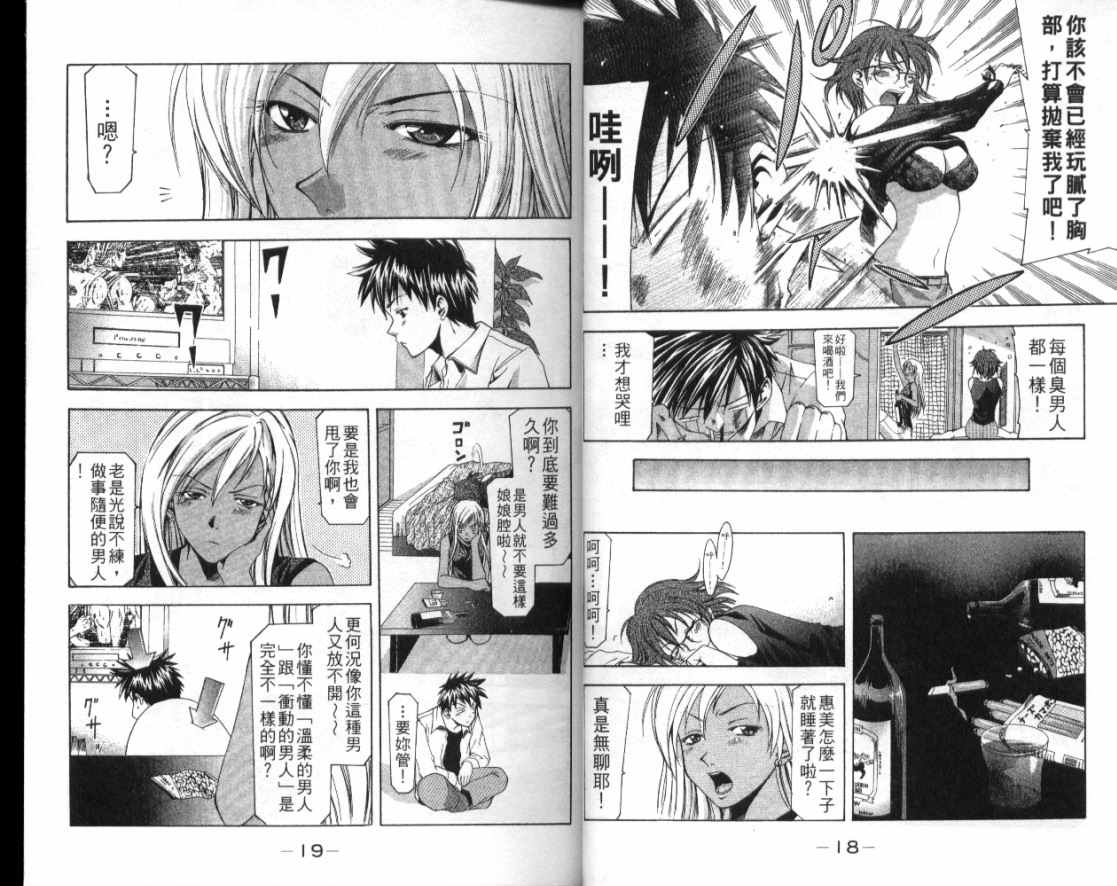 你該不會已經玩膩了胸
部，打算拋棄我了吧！
哇咧——！
每個臭男人
都一樣！
好啦——我們
來喝酒吧！
我才想哭哩
…
呵呵…呵呵！
惠美怎麼一下子
就睡著了啦？
真是無聊耶！
—18—
…嗯？
你到底要難過多
久啊？
是男人就不要這樣
娘娘腔啦～～
ゴロン
…要妳管！
要是我也會
甩了你啊，
老是光說不練，
做事隨便的男人
！
更何況像你這種男
人又放不開～～
你懂不懂「溫柔的男人
」跟「衝動的男人」是
完全不一樣的啊？
グサ
グサ
—19—